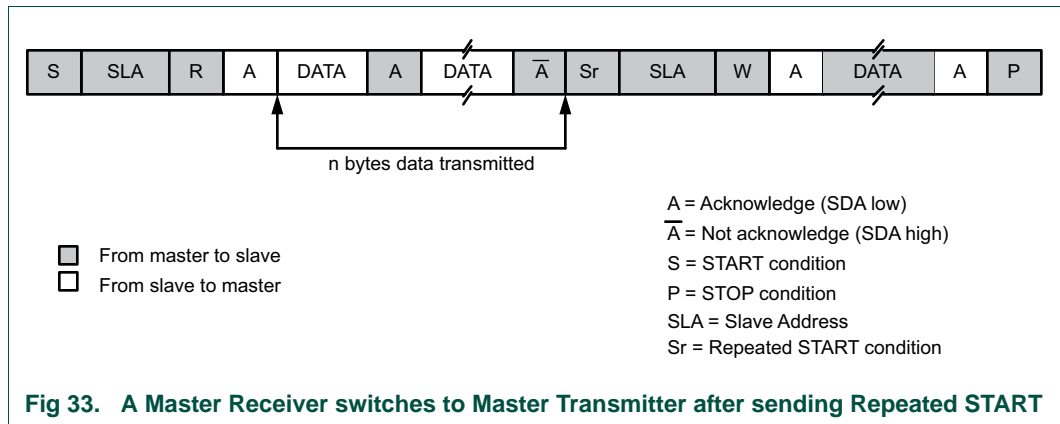 S SLA R A DATA A DATA A̅ Sr SLA W A DATA A P
n bytes data transmitted
From master to slave
From slave to master
A = Acknowledge (SDA low)
A̅ = Not acknowledge (SDA high)
S = START condition
P = STOP condition
SLA = Slave Address
Sr = Repeated START condition
Fig 33. A Master Receiver switches to Master Transmitter after sending Repeated START